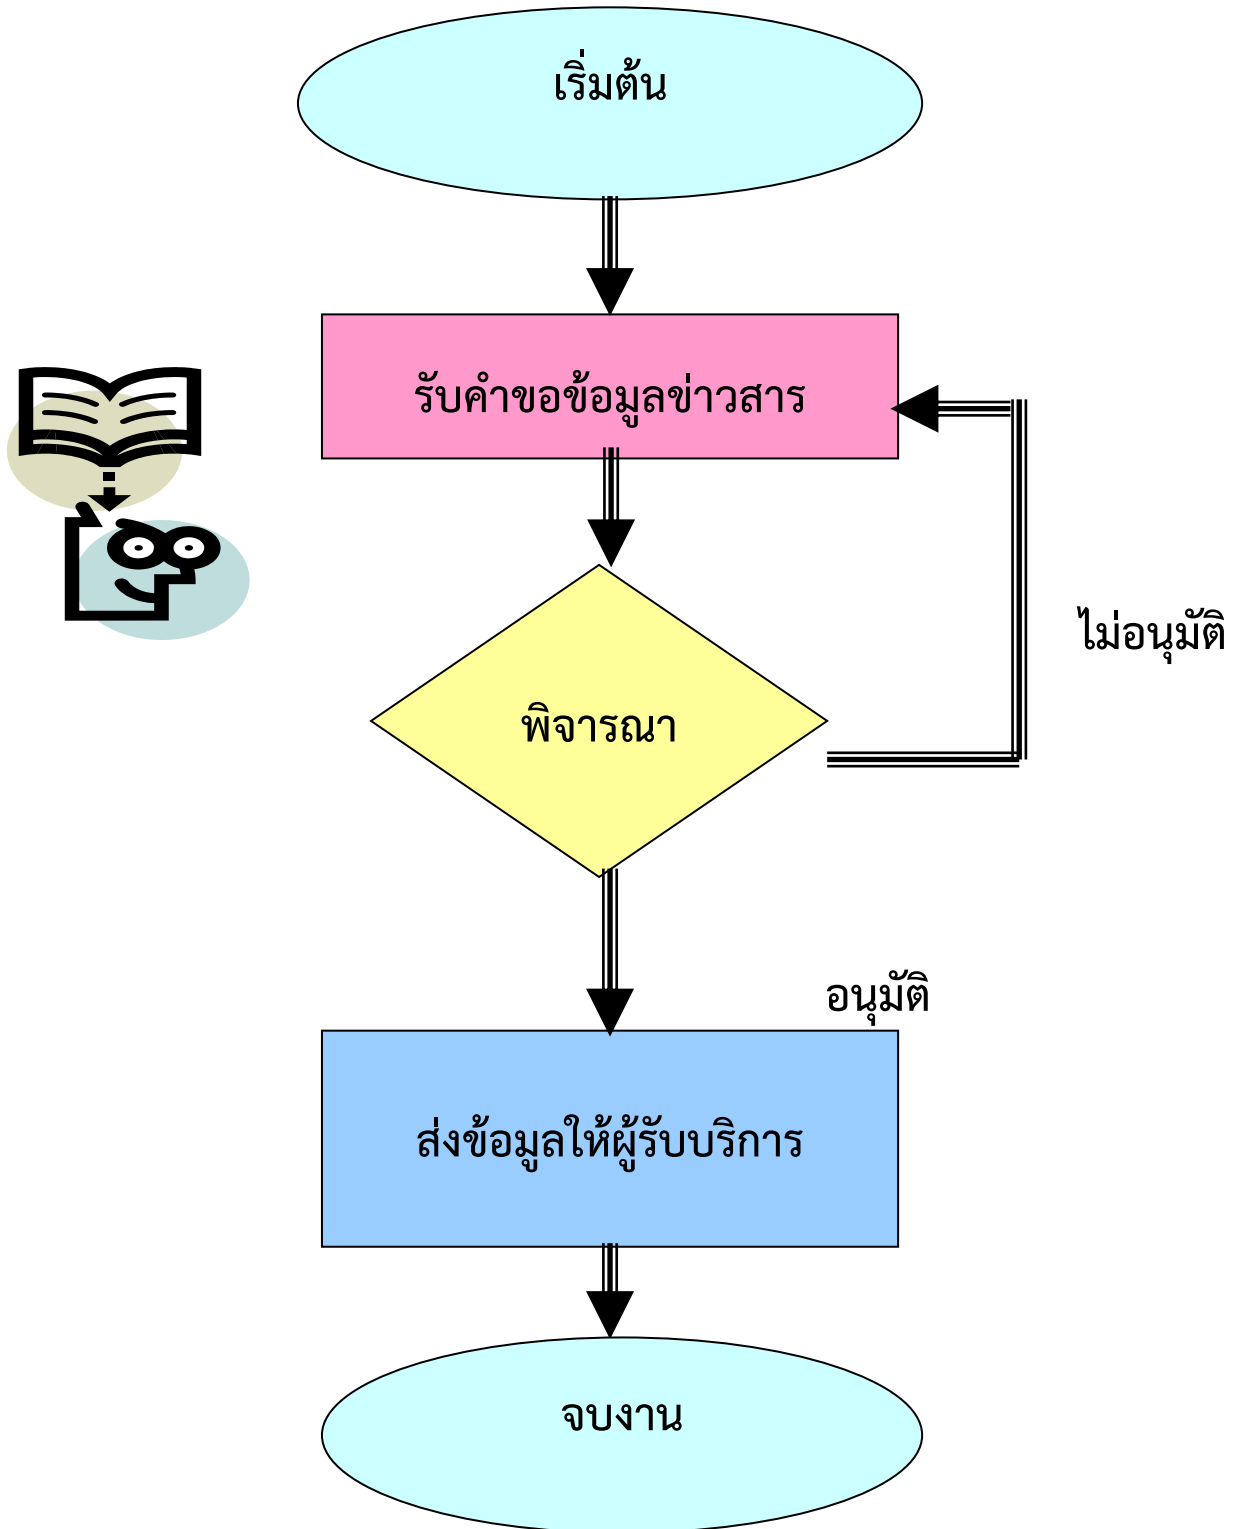 เริ่มต้น
รับคำขอข้อมูลข่าวสาร
ไม่อนุมัติ
พิจารณา
อนุมัติ
ส่งข้อมูลให้ผู้รับบริการ
จบงาน